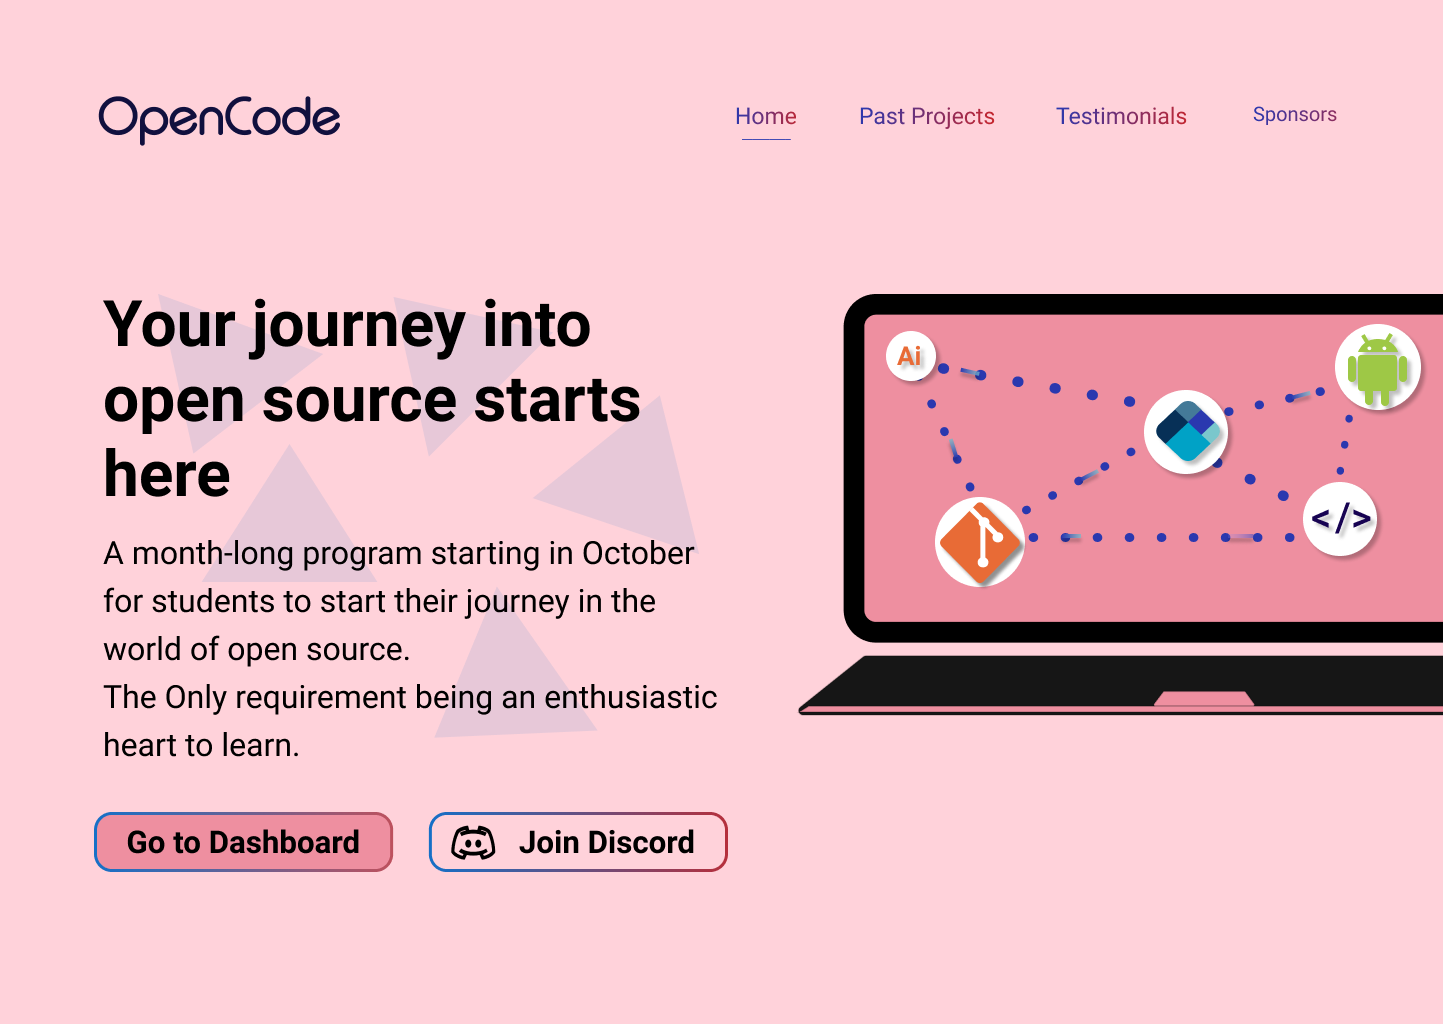 OpenCode
Home Past Projects Testimonials Sponsors
Your journey into
open source starts
here
A month-long program starting in October
for students to start their journey in the
world of open source.
The Only requirement being an enthusiastic
heart to learn.
Go to Dashboard
Join Discord
Ai
</>